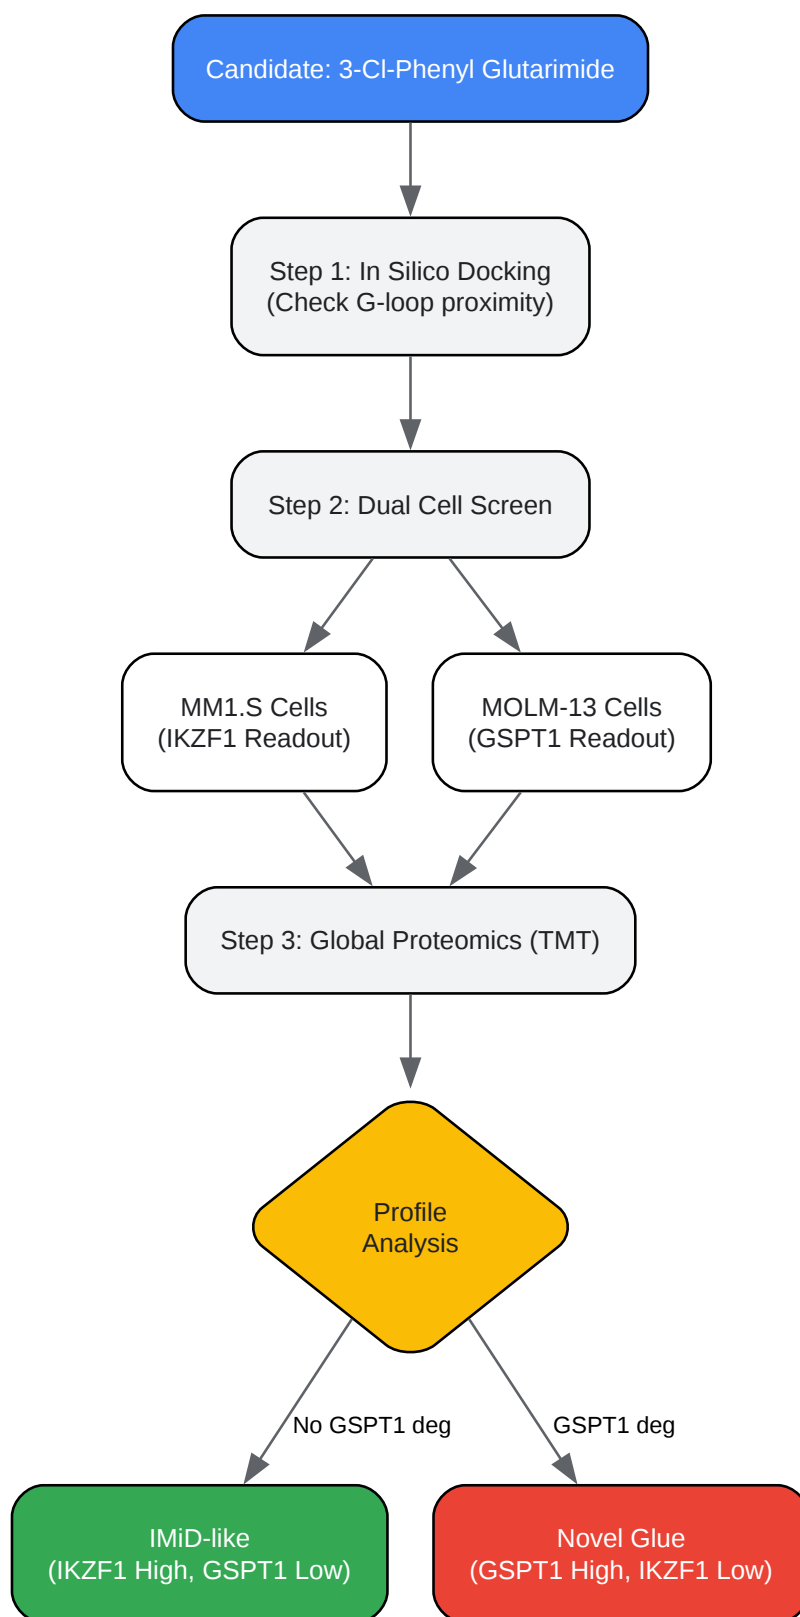 Candidate: 3-Cl-Phenyl Glutarimide
Step 1: In Silico Docking
(Check G-loop proximity)
Step 2: Dual Cell Screen
MM1.S Cells
(IKZF1 Readout)
MOLM-13 Cells
(GSPT1 Readout)
Step 3: Global Proteomics (TMT)
Profile
Analysis
No GSPT1 deg
GSPT1 deg
IMiD-like
(IKZF1 High, GSPT1 Low)
Novel Glue
(GSPT1 High, IKZF1 Low)